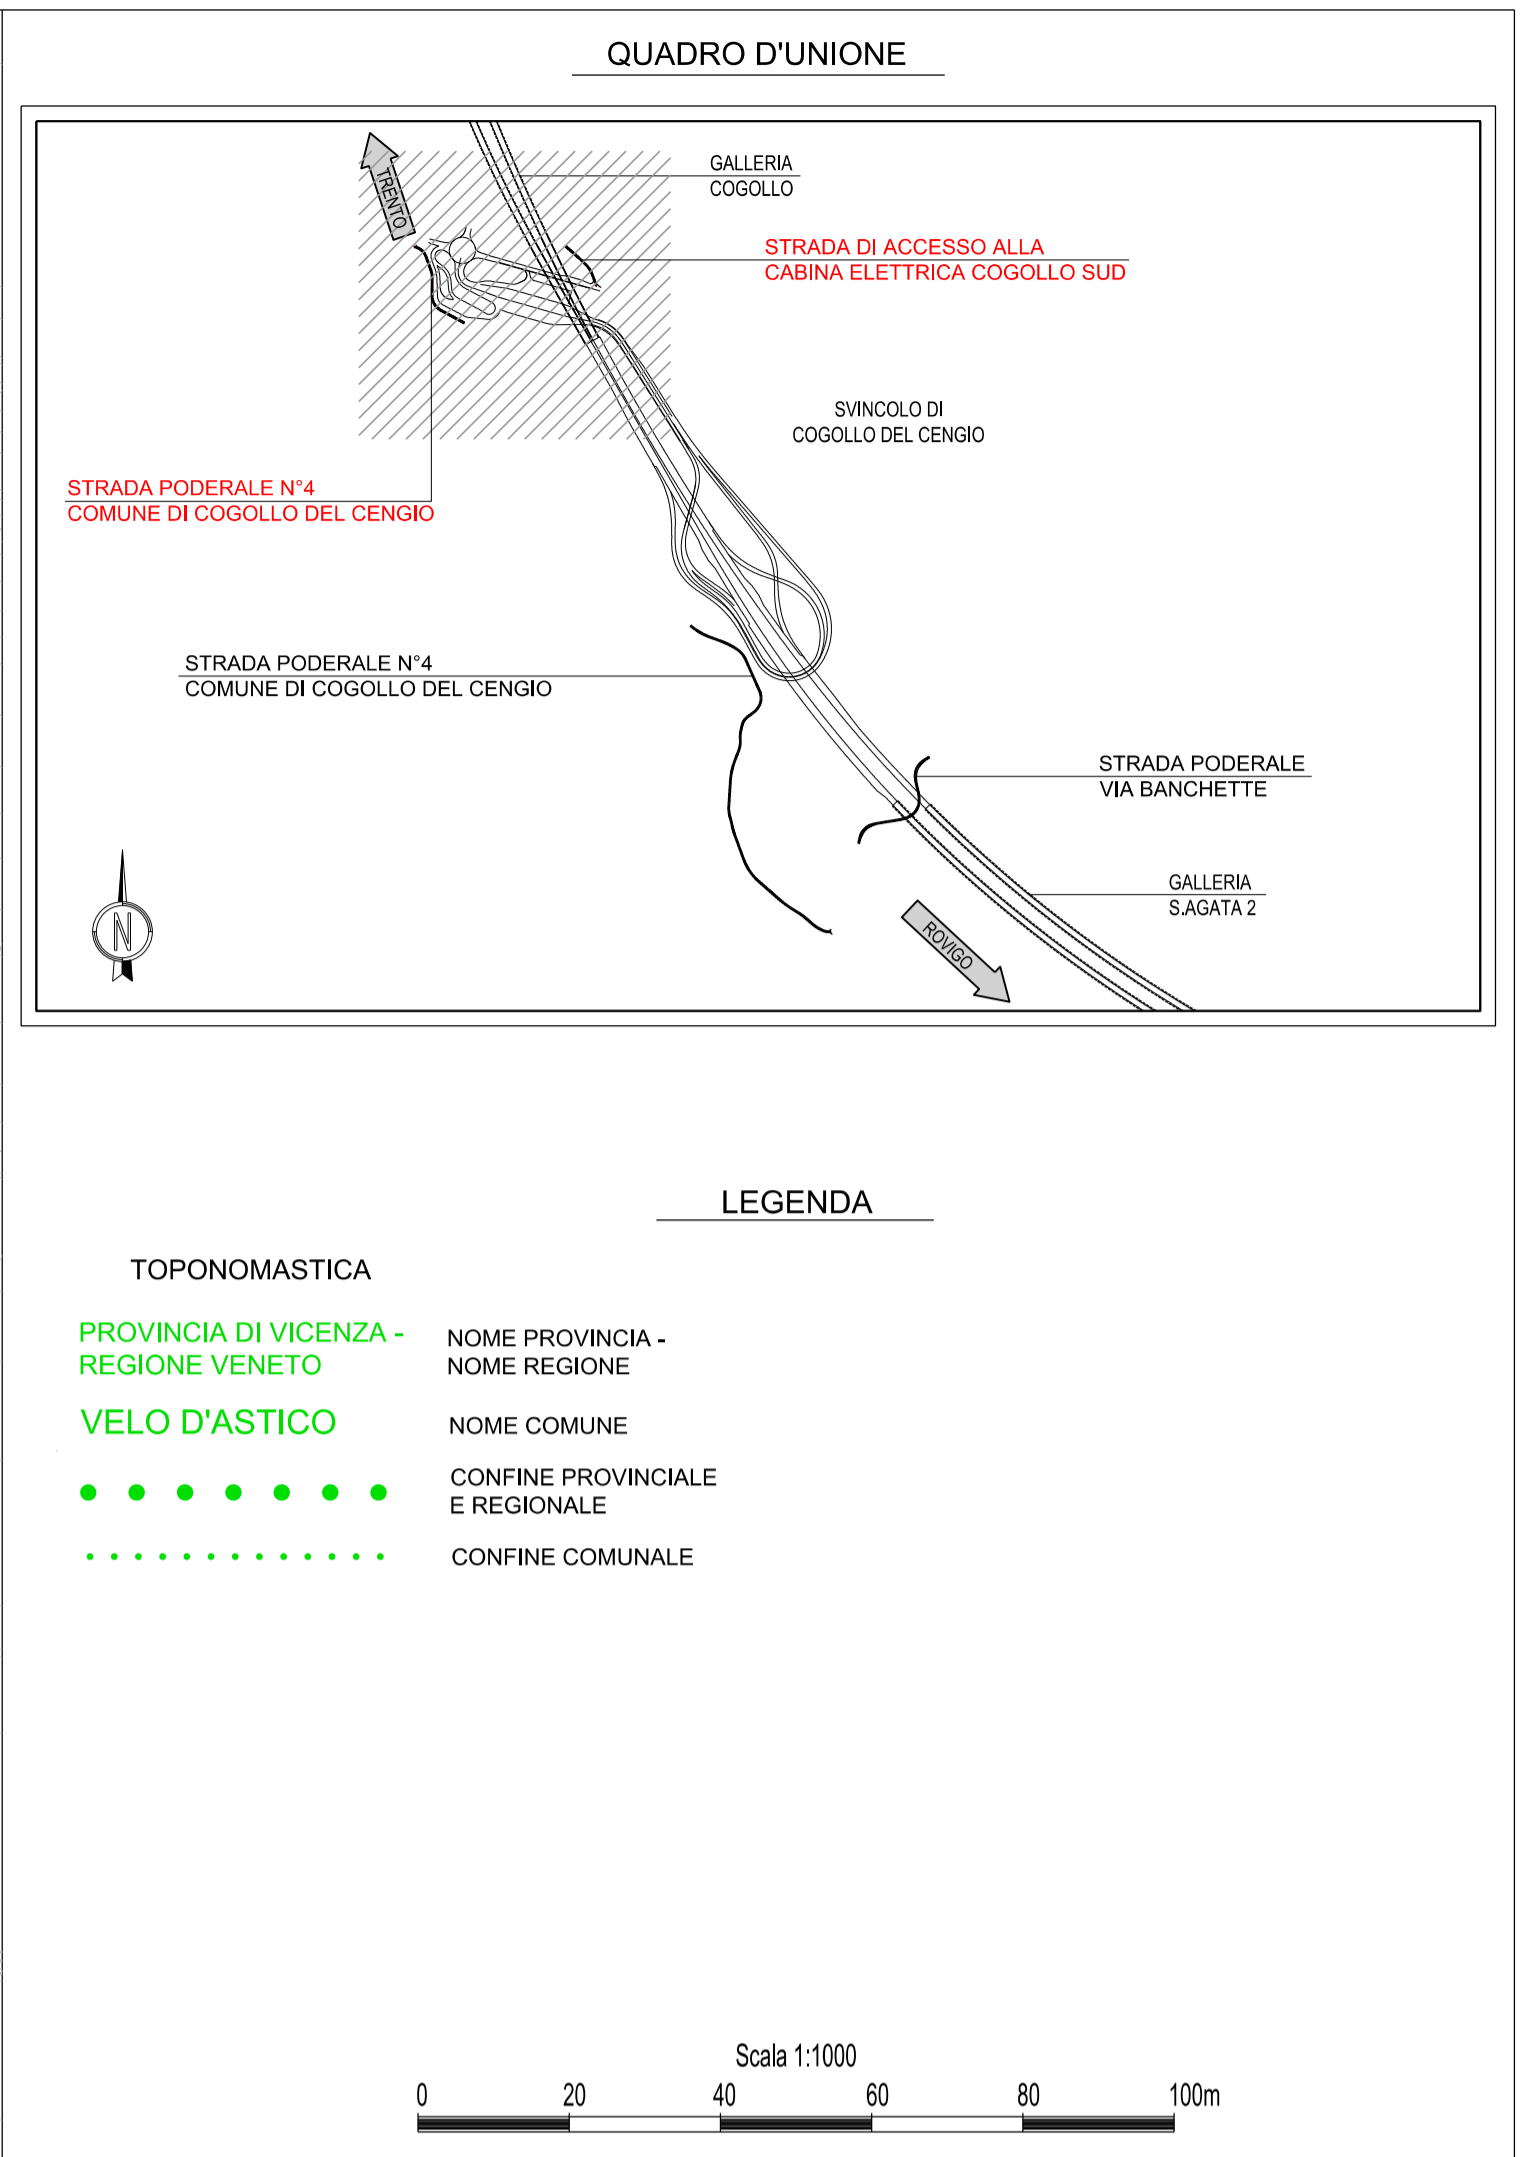 QUADRO D'UNIONE
TRENTO
GALLERIA
COGOLLO
STRADA DI ACCESSO ALLA
CABINA ELETTRICA COGOLLO SUD
SVINCOLO DI
COGOLLO DEL CENGIO
STRADA PODERALE N°4
COMUNE DI COGOLLO DEL CENGIO
STRADA PODERALE N°4
COMUNE DI COGOLLO DEL CENGIO
STRADA PODERALE
VIA BANCHETTE
GALLERIA
S.AGATA 2
N
ROVIGO
LEGENDA
TOPONOMASTICA
PROVINCIA DI VICENZA -
REGIONE VENETO
NOME PROVINCIA -
NOME REGIONE
VELO D'ASTICO
NOME COMUNE
CONFINE PROVINCIALE
E REGIONALE
CONFINE COMUNALE
Scala 1:1000
0 20 40 60 80 100m